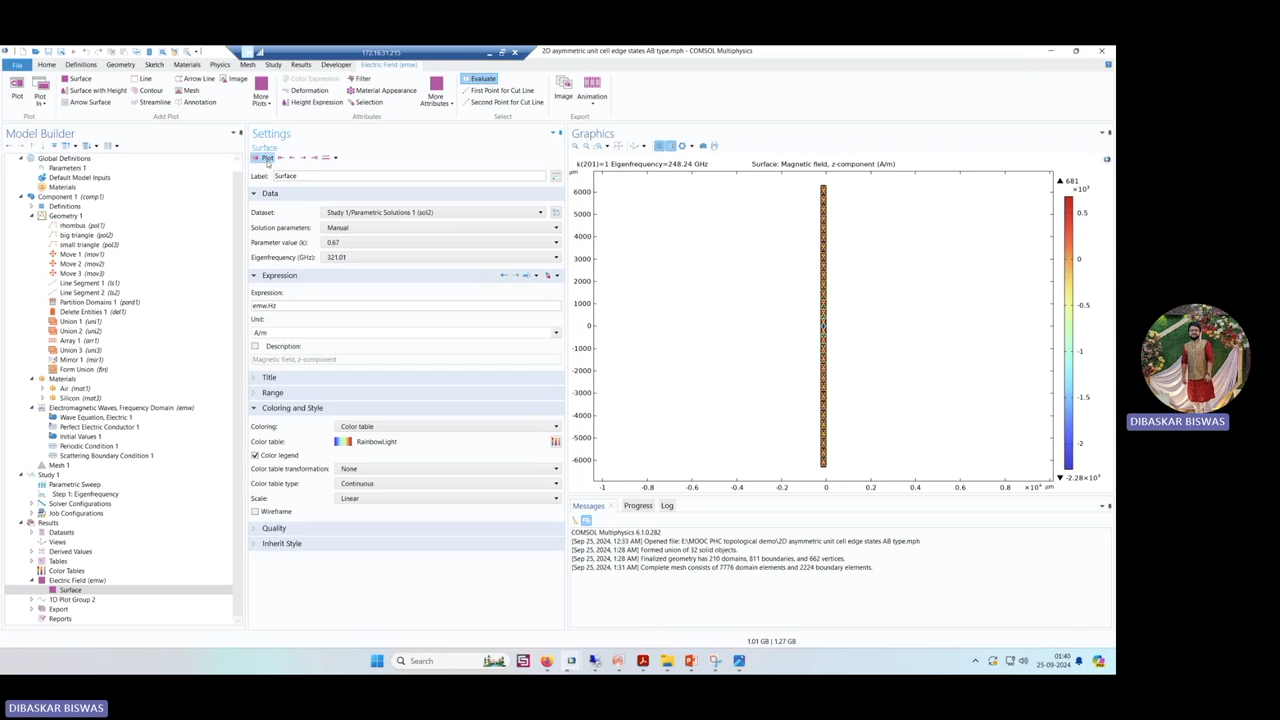 172.16.31.215
2D asymmetric unit cell edge states AB type.mph - COMSOL Multiphysics
File Home Definitions Geometry Sketch Materials Physics Mesh Study Results Developer Electric Field (emw)
Plot
Plot In
Plot
Surface
Surface with Height
Arrow Surface
Line
Contour
Streamline
Arrow Line
Mesh
Annotation
Image
More Plots
Add Plot
Color Expression
Deformation
Height Expression
Filter
Material Appearance
Selection
More Attributes
Attributes
Evaluate
First Point for Cut Line
Second Point for Cut Line
Select
Image
Animation
Export
Model Builder
Global Definitions
Parameters 1
Default Model Inputs
Materials
Component 1 (comp1)
Definitions
Geometry 1
rhombus (pol1)
big triangle (pol2)
small triangle (pol3)
Move 1 (mov1)
Move 2 (mov2)
Move 3 (mov3)
Line Segment 1 (ls1)
Line Segment 2 (ls2)
Partition Domains 1 (pard1)
Delete Entities 1 (del1)
Union 1 (uni1)
Union 2 (uni2)
Array 1 (arr1)
Union 3 (uni3)
Mirror 1 (mir1)
Form Union (fin)
Materials
Air (mat1)
Silicon (mat3)
Electromagnetic Waves, Frequency Domain (emw)
Wave Equation, Electric 1
Perfect Electric Conductor 1
Initial Values 1
Periodic Condition 1
Scattering Boundary Condition 1
Mesh 1
Study 1
Parametric Sweep
Step 1: Eigenfrequency
Solver Configurations
Job Configurations
Results
Datasets
Views
Derived Values
Tables
Color Tables
Electric Field (emw)
Surface
1D Plot Group 2
Export
Reports
Settings
Surface
Plot
Label: Surface
Data
Dataset: Study 1/Parametric Solutions 1 (sol2)
Solution parameters: Manual
Parameter value (k): 0.67
Eigenfrequency (GHz): 321.01
Expression
Expression:
emw.Hz
Unit:
A/m
Description:
Magnetic field, z-component
Title
Range
Coloring and Style
Coloring: Color table
Color table: RainbowLight
Color legend
Color table transformation: None
Color table type: Continuous
Scale: Linear
Wireframe
Quality
Inherit Style
Graphics
k(201)=1 Eigenfrequency=248.24 GHz Surface: Magnetic field, z-component (A/m)
μm
6000
5000
4000
3000
2000
1000
0
-1000
-2000
-3000
-4000
-5000
-6000
-1 -0.8 -0.6 -0.4 -0.2 0 0.2 0.4 0.6 0.8 ×10⁴ μm
▲ 681
×10³
0.5
0
-0.5
-1
-1.5
-2
▼ -2.28×10³
Messages Progress Log
COMSOL Multiphysics 6.1.0.282
[Sep 25, 2024, 12:33 AM] Opened file: E:\MOOC PHC topological demo\2D asymmetric unit cell edge states AB type.mph
[Sep 25, 2024, 1:28 AM] Formed union of 32 solid objects.
[Sep 25, 2024, 1:28 AM] Finalized geometry has 210 domains, 811 boundaries, and 662 vertices.
[Sep 25, 2024, 1:31 AM] Complete mesh consists of 7776 domain elements and 2224 boundary elements.
1.01 GB | 1.27 GB
Search
01:40
25-09-2024
DIBASKAR BISWAS
DIBASKAR BISWAS